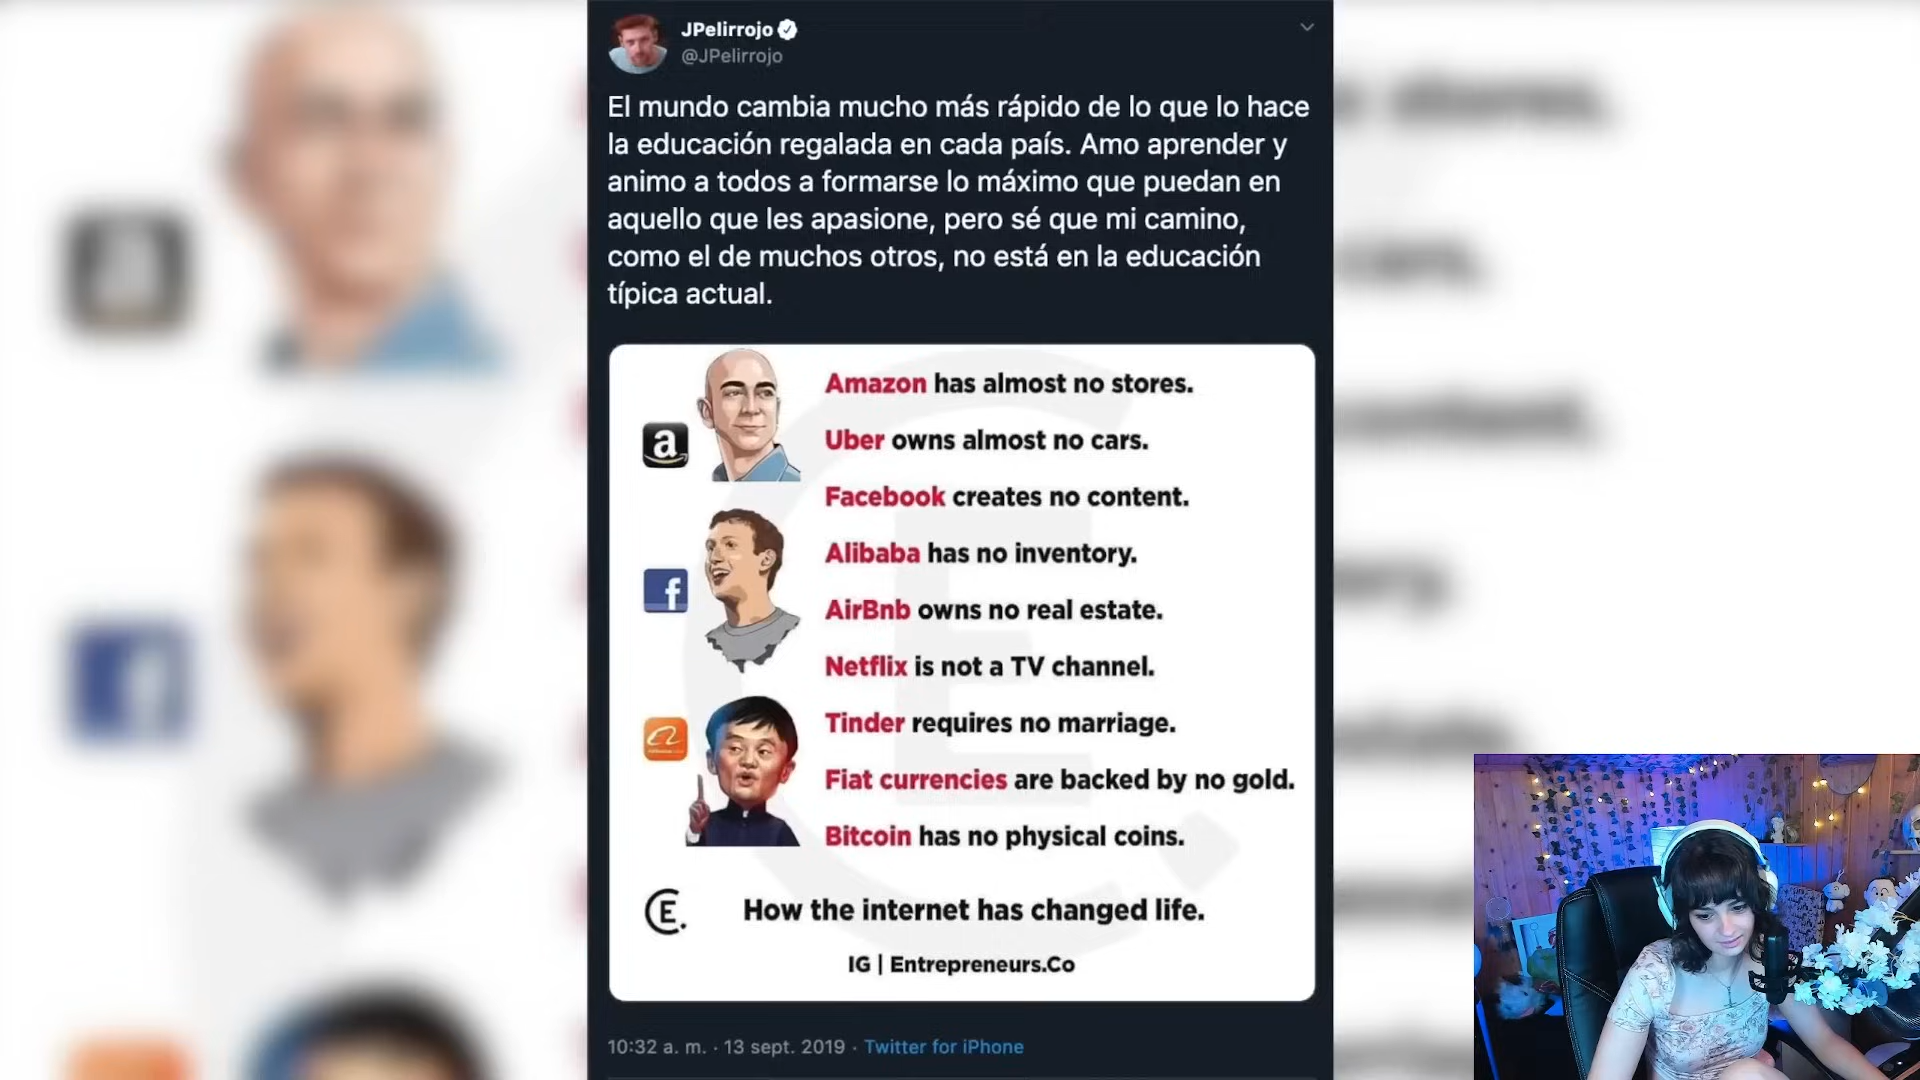 JPelirrojo
@JPelirrojo
El mundo cambia mucho más rápido de lo que lo hace
la educación regalada en cada país. Amo aprender y
animo a todos a formarse lo máximo que puedan en
aquello que les apasione, pero sé que mi camino,
como el de muchos otros, no está en la educación
típica actual.
Amazon has almost no stores.
Uber owns almost no cars.
a
Facebook creates no content.
Alibaba has no inventory.
f
AirBnb owns no real estate.
Netflix is not a TV channel.
Tinder requires no marriage.
Fiat currencies are backed by no gold.
Bitcoin has no physical coins.
CE.
How the internet has changed life.
IG | Entrepreneurs.Co
10:32 a. m. · 13 sept. 2019 · Twitter for iPhone